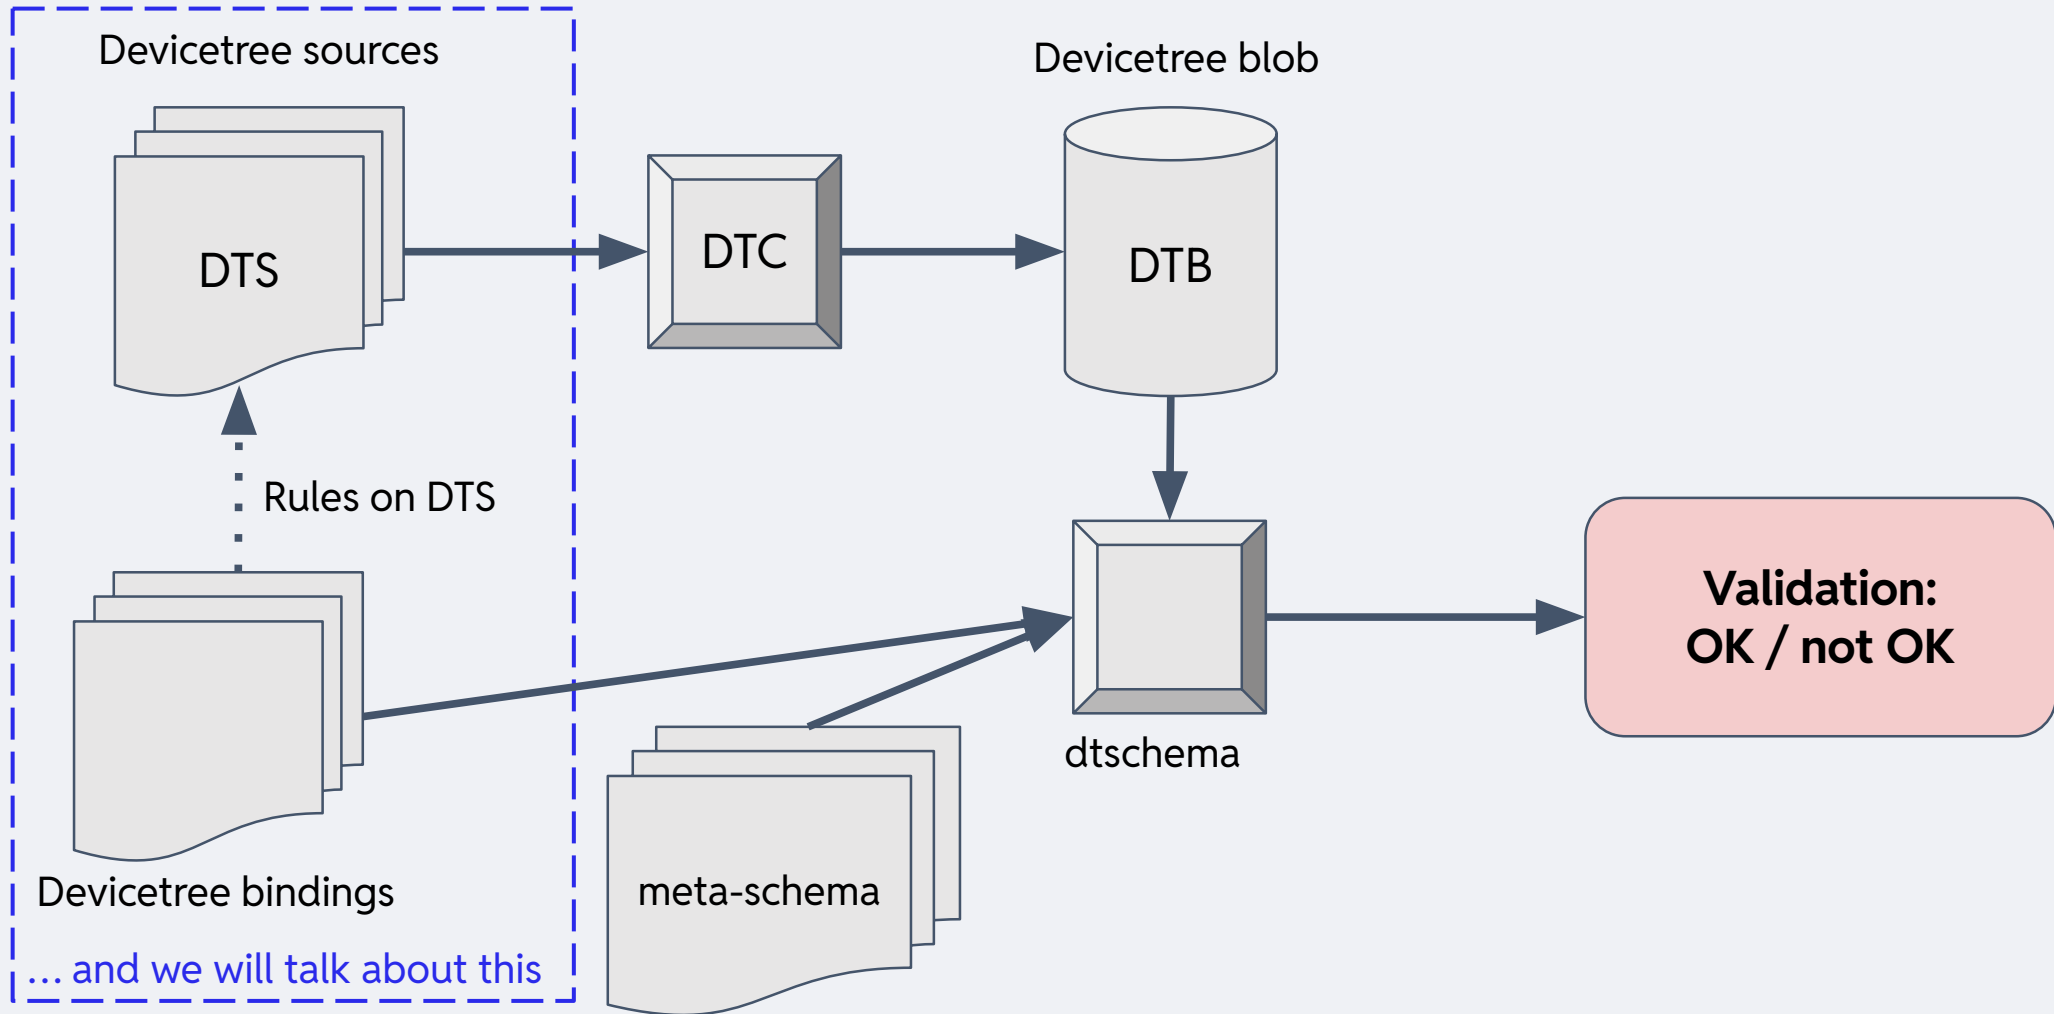 Devicetree sources
Devicetree blob
DTS
DTC
DTB
Rules on DTS
Validation:
OK / not OK
dtschema
meta-schema
Devicetree bindings
... and we will talk about this